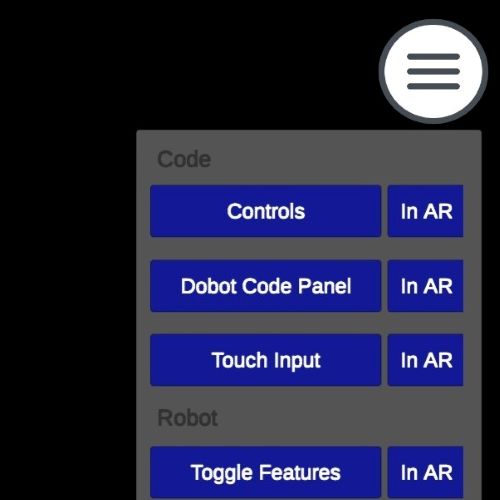 Code
Controls In AR
Dobot Code Panel In AR
Touch Input In AR
Robot
Toggle Features In AR